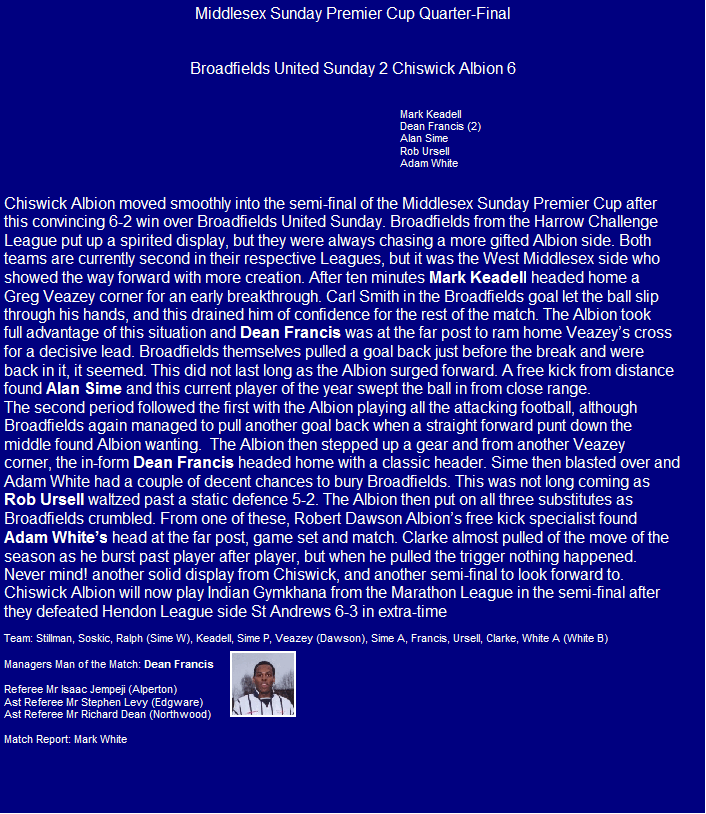 Middlesex Sunday Premier Cup Quarter-Final
Broadfields United Sunday 2 Chiswick Albion 6
Mark Keadell
Dean Francis (2)
Alan Sime
Rob Ursell
Adam White
Chiswick Albion moved smoothly into the semi-final of the Middlesex Sunday Premier Cup after
this convincing 6-2 win over Broadfields United Sunday. Broadfields from the Harrow Challenge
League put up a spirited display, but they were always chasing a more gifted Albion side. Both
teams are currently second in their respective Leagues, but it was the West Middlesex side who
showed the way forward with more creation. After ten minutes Mark Keadell headed home a
Greg Veazey corner for an early breakthrough. Carl Smith in the Broadfields goal let the ball slip
through his hands, and this drained him of confidence for the rest of the match. The Albion took
full advantage of this situation and Dean Francis was at the far post to ram home Veazey's cross
for a decisive lead. Broadfields themselves pulled a goal back just before the break and were
back in it, it seemed. This did not last long as the Albion surged forward. A free kick from distance
found Alan Sime and this current player of the year swept the ball in from close range.
The second period followed the first with the Albion playing all the attacking football, although
Broadfields again managed to pull another goal back when a straight forward punt down the
middle found Albion wanting.  The Albion then stepped up a gear and from another Veazey
corner, the in-form Dean Francis headed home with a classic header. Sime then blasted over and
Adam White had a couple of decent chances to bury Broadfields. This was not long coming as
Rob Ursell waltzed past a static defence 5-2. The Albion then put on all three substitutes as
Broadfields crumbled. From one of these, Robert Dawson Albion's free kick specialist found
Adam White's head at the far post, game set and match. Clarke almost pulled of the move of the
season as he burst past player after player, but when he pulled the trigger nothing happened.
Never mind! another solid display from Chiswick, and another semi-final to look forward to.
Chiswick Albion will now play Indian Gymkhana from the Marathon League in the semi-final after
they defeated Hendon League side St Andrews 6-3 in extra-time
Team: Stillman, Soskic, Ralph (Sime W), Keadell, Sime P, Veazey (Dawson), Sime A, Francis, Ursell, Clarke, White A (White B)
Managers Man of the Match: Dean Francis
Referee Mr Isaac Jempeji (Alperton)
Ast Referee Mr Stephen Levy (Edgware)
Ast Referee Mr Richard Dean (Northwood)
Match Report: Mark White